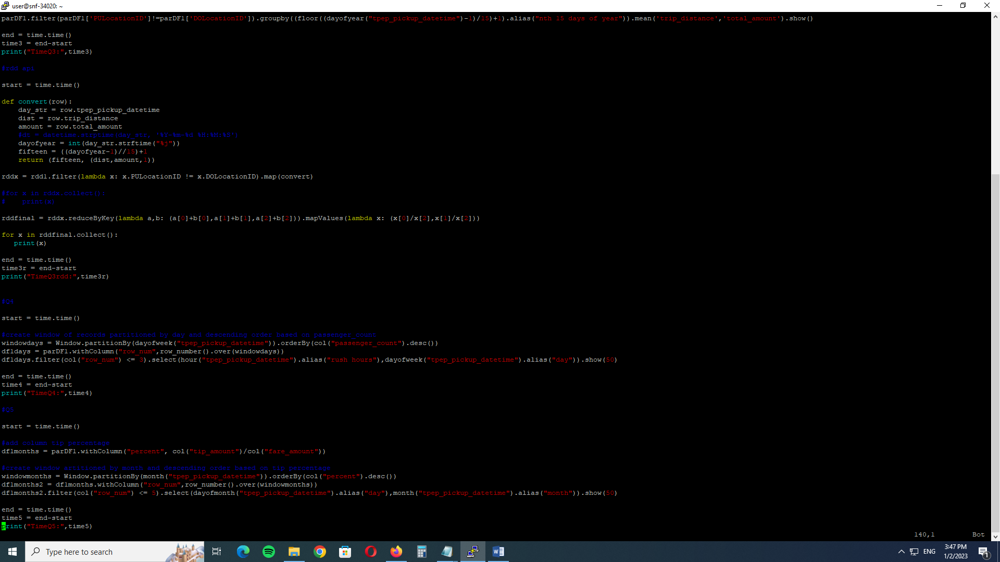 user@snf-34020: ~
parDF1.filter(parDF1['PULocationID']!=parDF1['DOLocationID']).groupby((floor((dayofyear("tpep_pickup_datetime")-1)/15)+1).alias("nth 15 days of year")).mean('trip_distance','total_amount').show()
end = time.time()
time3 = end-start
print("TimeQ3:",time3)
#rdd api
start = time.time()
def convert(row):
    day_str = row.tpep_pickup_datetime
    dist = row.trip_distance
    amount = row.total_amount
    #dt = datetime.strptime(day_str, '%Y-%m-%d %H:%M:%S')
    dayofyear = int(day_str.strftime("%j"))
    fifteen = ((dayofyear-1)//15)+1
    return (fifteen, (dist,amount,1))
rddx = rdd1.filter(lambda x: x.PULocationID != x.DOLocationID).map(convert)
#for x in rddx.collect():
#    print(x)
rddfinal = rddx.reduceByKey(lambda a,b: (a[0]+b[0],a[1]+b[1],a[2]+b[2])).mapValues(lambda x: (x[0]/x[2],x[1]/x[2]))
for x in rddfinal.collect():
   print(x)
end = time.time()
time3r = end-start
print("TimeQ3rdd:",time3r)
#Q4
start = time.time()
#create window of records partitioned by day and descending order based on passenger_count
windowdays = Window.partitionBy(dayofweek("tpep_pickup_datetime")).orderBy(col("passenger_count").desc())
df1days = parDF1.withColumn("row_num",row_number().over(windowdays))
df1days.filter(col("row_num") <= 3).select(hour("tpep_pickup_datetime").alias("rush hours"),dayofweek("tpep_pickup_datetime").alias("day")).show(50)
end = time.time()
time4 = end-start
print("TimeQ4:",time4)
#Q5
start = time.time()
#add column tip percentage
df1months = parDF1.withColumn("percent", col("tip_amount")/col("fare_amount"))
#create window artitioned by month and descending order based on tip percentage
windowmonths = Window.partitionBy(month("tpep_pickup_datetime")).orderBy(col("percent").desc())
df1months2 = df1months.withColumn("row_num",row_number().over(windowmonths))
df1months2.filter(col("row_num") <= 5).select(dayofmonth("tpep_pickup_datetime").alias("day"),month("tpep_pickup_datetime").alias("month")).show(50)
end = time.time()
time5 = end-start
print("TimeQ5:",time5)
140,1 Bot
Type here to search
ENG
3:47 PM
1/2/2023
1